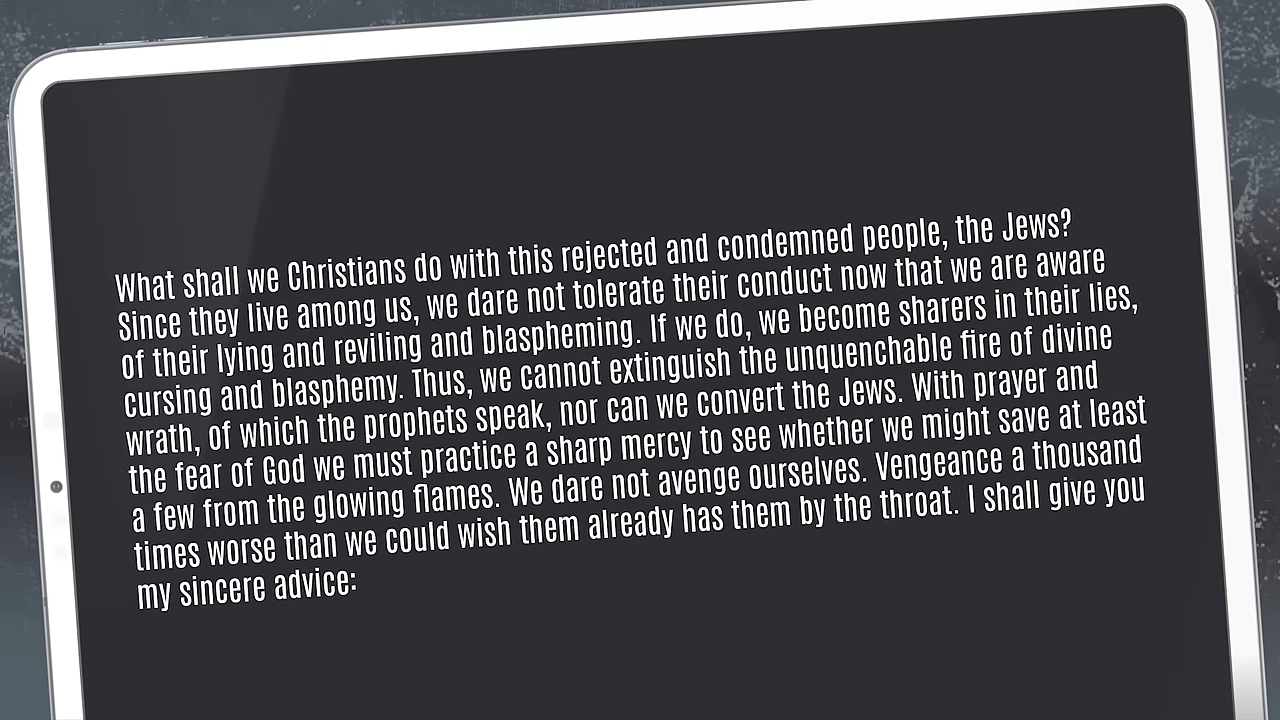 What shall we Christians do with this rejected and condemned people, the Jews?
Since they live among us, we dare not tolerate their conduct now that we are aware
of their lying and reviling and blaspheming. If we do, we become sharers in their lies,
cursing and blasphemy. Thus, we cannot extinguish the unquenchable fire of divine
wrath, of which the prophets speak, nor can we convert the Jews. With prayer and
the fear of God we must practice a sharp mercy to see whether we might save at least
a few from the glowing flames. We dare not avenge ourselves. Vengeance a thousand
times worse than we could wish them already has them by the throat. I shall give you
my sincere advice: